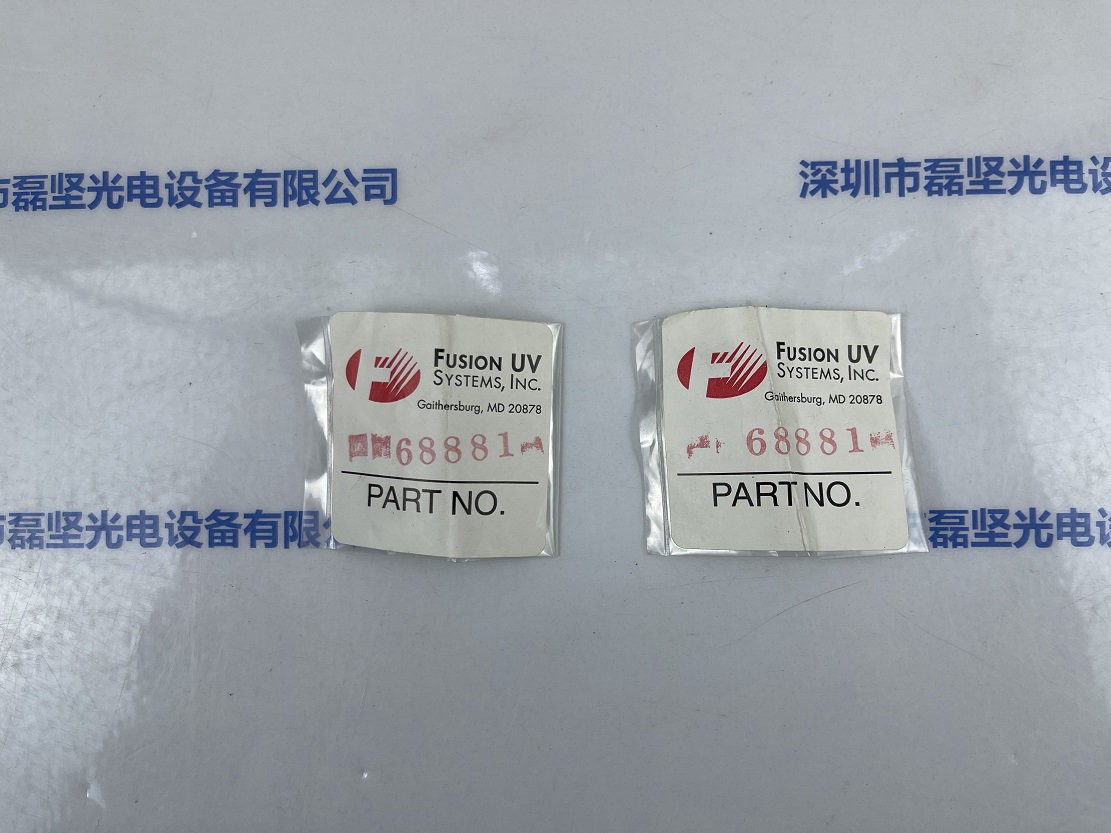 市磊坚光电设备有限公司
深圳市磊坚光电设
FUSION UV
SYSTEMS, INC.
Gaithersburg, MD 20878
68881
PART NO.
FUSION UV
SYSTEMS, INC.
Gaithersburg, MD 20878
68881
PART NO.
市磊坚光电设备有限
磊坚光电设